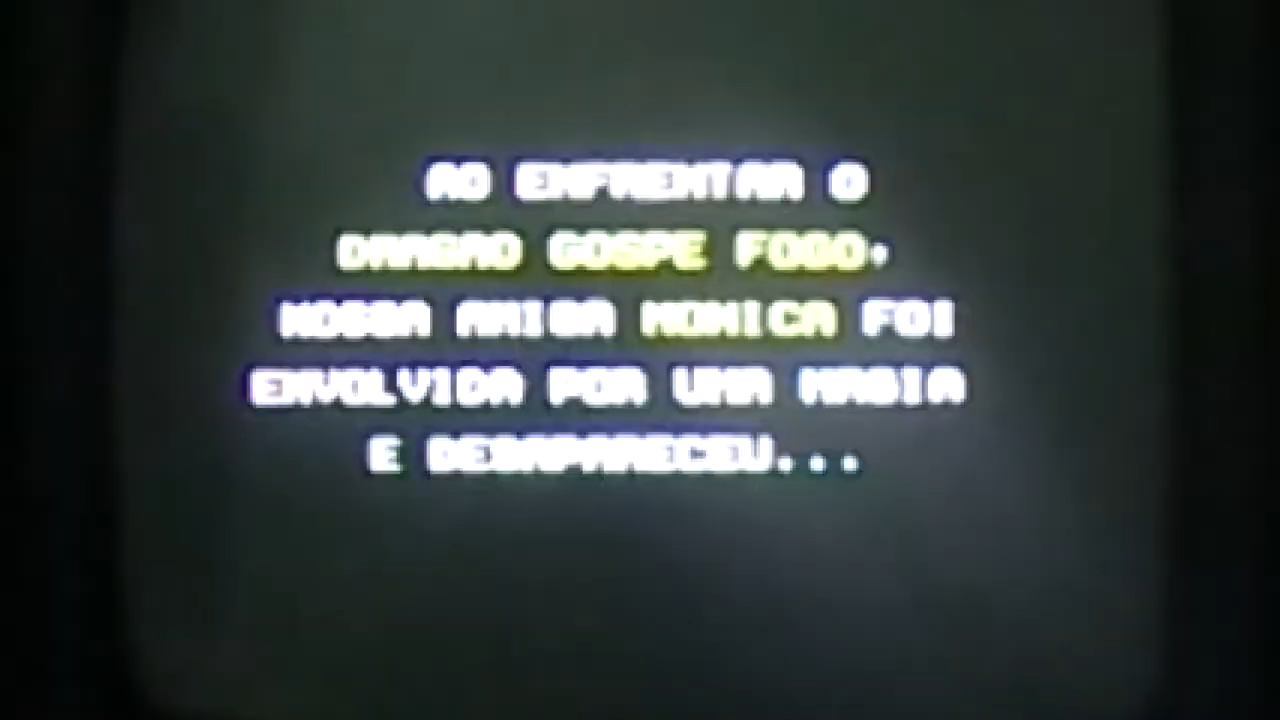 AO ENFRENTAR O
DRAGAO COSPE FOGO,
NOSSA AMIGA MONICA FOI
ENVOLVIDA POR UMA MAGIA
E DESAPARECEU...